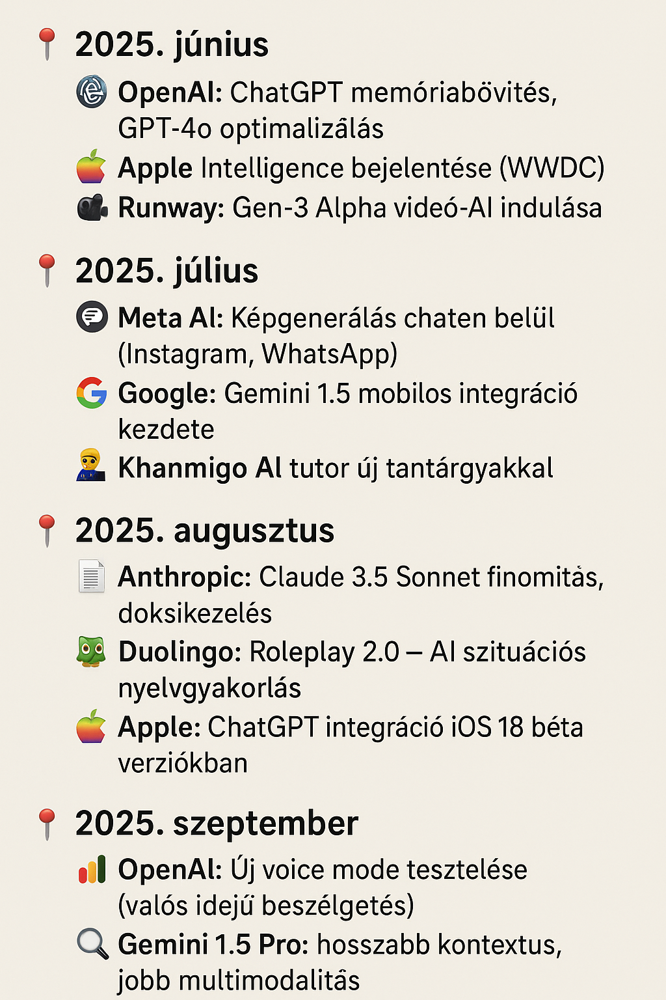 2025. június
OpenAI: ChatGPT memóriabövités,
GPT-4o optimalizãlás
Apple Intelligence bejelentése (WWDC)
Runway: Gen-3 Alpha videó-AI indulása
2025. július
Meta AI: Képgenerálás chaten belül
(Instagram, WhatsApp)
Google: Gemini 1.5 mobilos integráció
kezdete
Khanmigo AI tutor új tantárgyakkal
2025. augusztus
Anthropic: Claude 3.5 Sonnet finomitás,
doksikezelés
Duolingo: Roleplay 2.0 – AI szituációs
nyelvgyakorlás
Apple: ChatGPT integráció iOS 18 béta
verziókban
2025. szeptember
OpenAI: Új voice mode tesztelése
(valós idejű beszélgetés)
Gemini 1.5 Pro: hosszabb kontextus,
jobb multimodalitâs